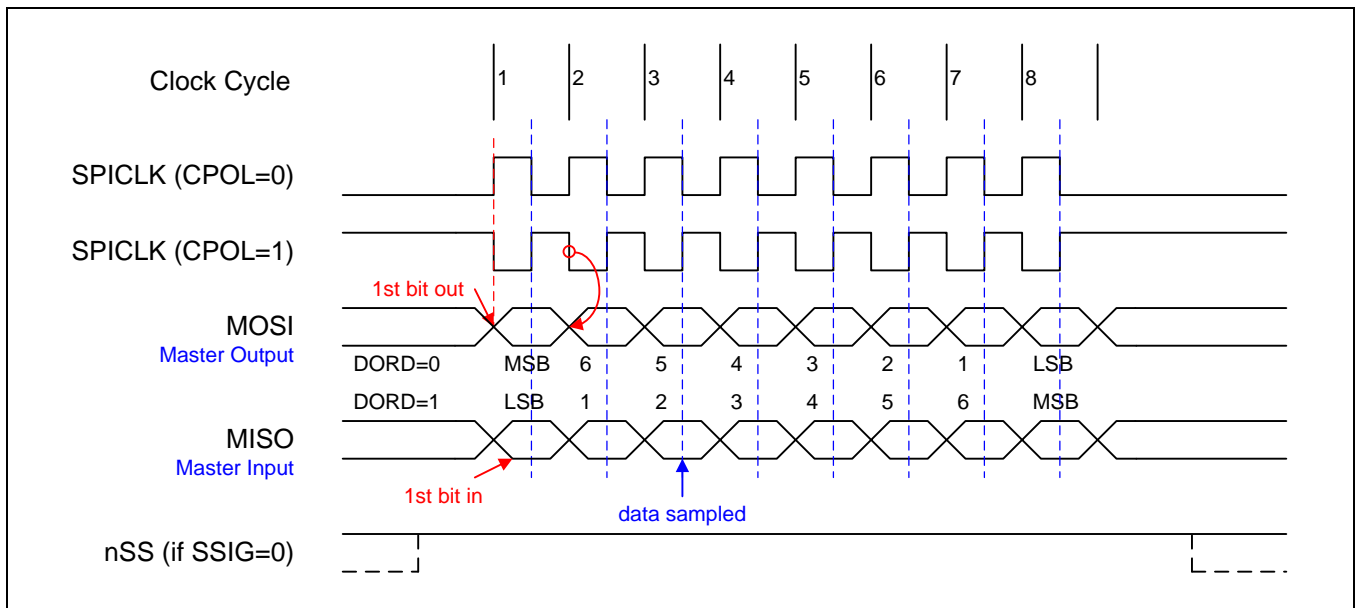 Clock Cycle
1 2 3 4 5 6 7 8
SPICLK (CPOL=0)
SPICLK (CPOL=1)
1st bit out
MOSI
Master Output
DORD=0 MSB 6 5 4 3 2 1 LSB
DORD=1 LSB 1 2 3 4 5 6 MSB
MISO
Master Input
1st bit in
data sampled
nSS (if SSIG=0)